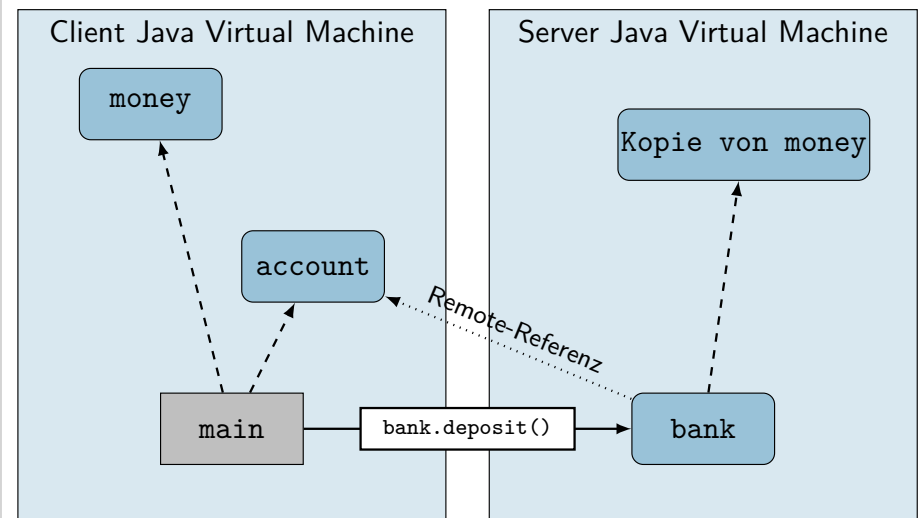 Client Java Virtual Machine
Server Java Virtual Machine
money
Kopie von money
account
Remote-Referenz
main
bank.deposit()
bank